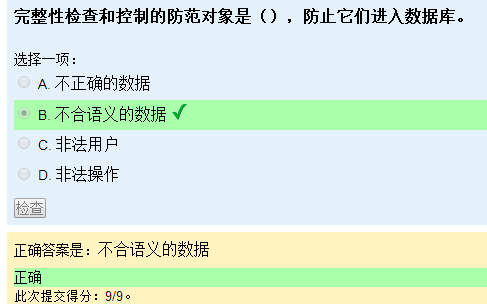 完整性检查和控制的防范对象是（），防止它们进入数据库。
选择一项：
A. 不正确的数据
B. 不合语义的数据 ✓
C. 非法用户
D. 非法操作
检查
正确答案是：不合语义的数据
正确
此次提交得分：9/9。